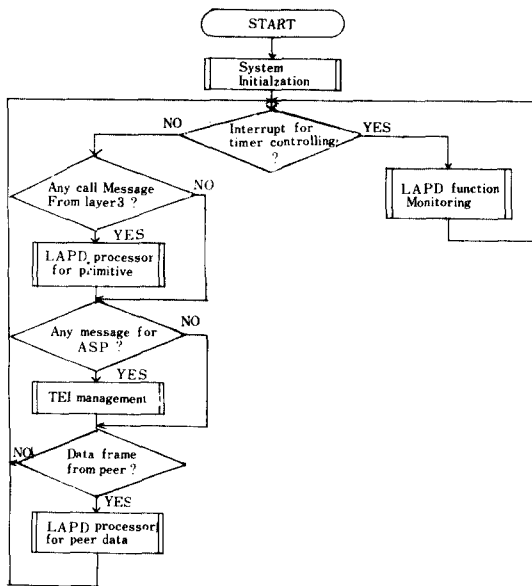 START
System
Initialzation
NO
Interrupt for
timer controlling
?
YES
Any call Message
From layer3 ?
NO
LAPD function
Monitoring
YES
LAPD processor
for primitive
Any message for
ASP ?
NO
YES
TEI management
NO
Data frame
from peer ?
YES
LAPD processor
for peer data